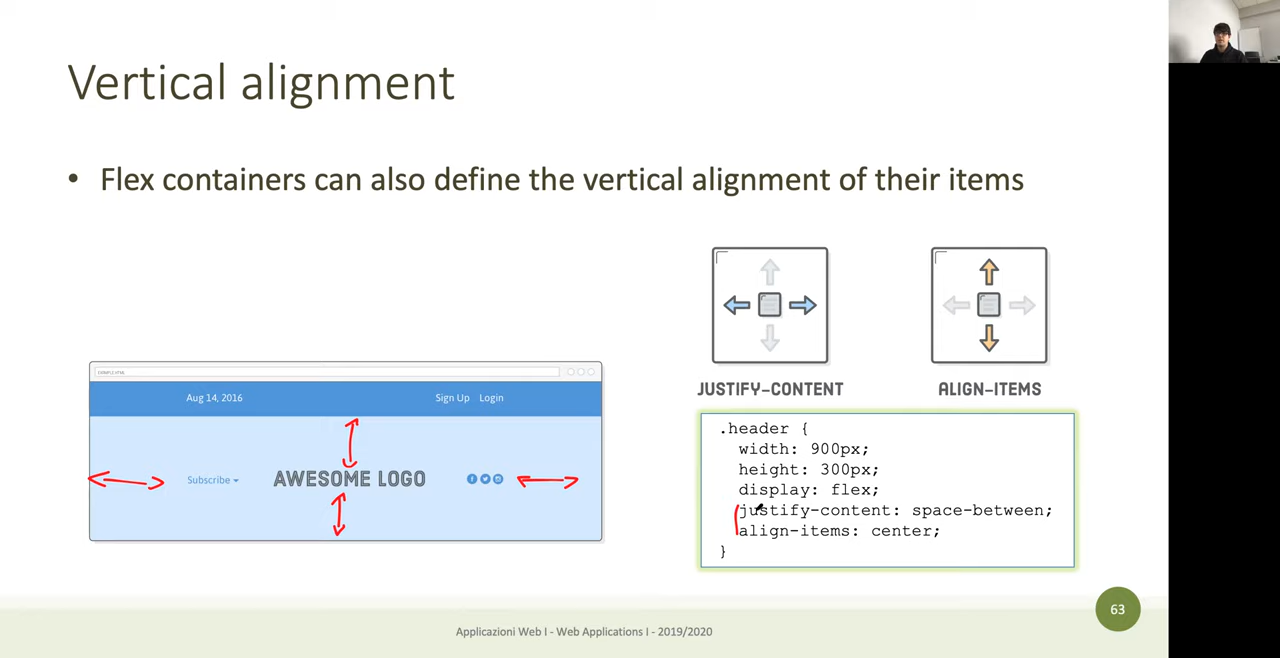 Vertical alignment
• Flex containers can also define the vertical alignment of their items
Aug 14, 2016
Sign Up
Login
Subscribe
AWESOME LOGO
JUSTIFY-CONTENT
ALIGN-ITEMS
.header {
width: 900px;
height: 300px;
display: flex;
justify-content: space-between;
align-items: center;
}
63
Applicazioni Web I - Web Applications I - 2019/2020